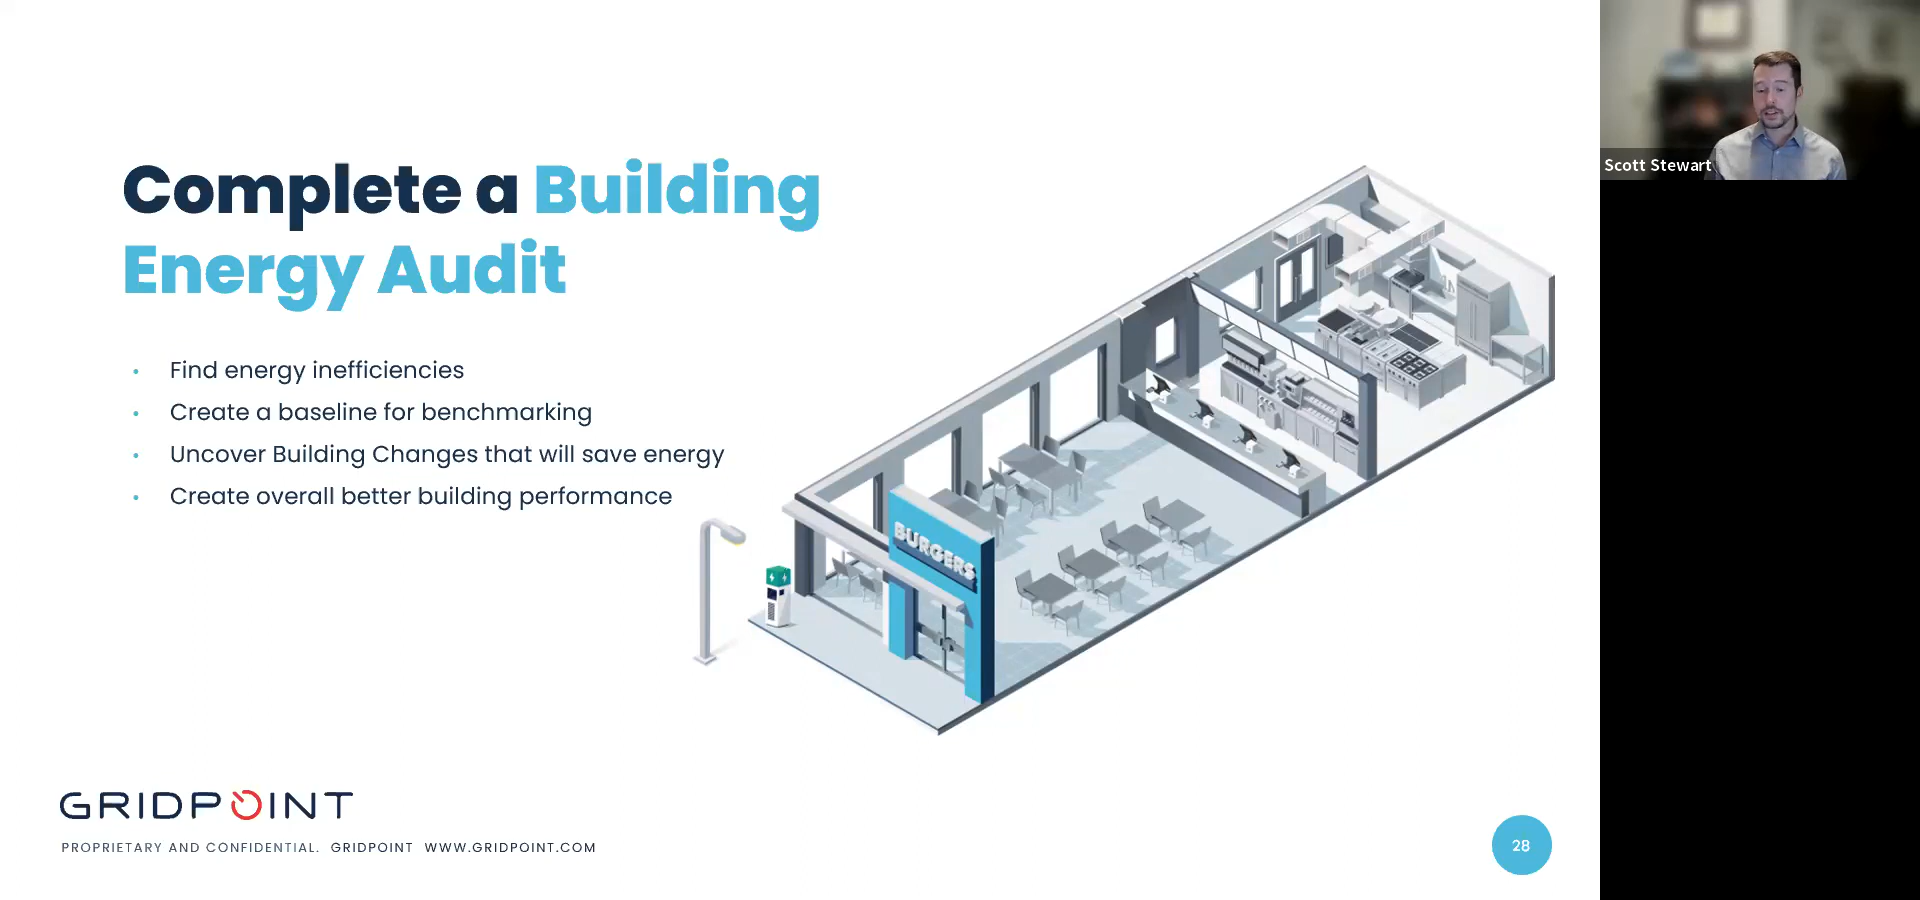 Complete a Building
Energy Audit
• Find energy inefficiencies
• Create a baseline for benchmarking
• Uncover Building Changes that will save energy
• Create overall better building performance
BURGERS
GRIDPOINT
PROPRIETARY AND CONFIDENTIAL. GRIDPOINT WWW.GRIDPOINT.COM
28
Scott Stewart